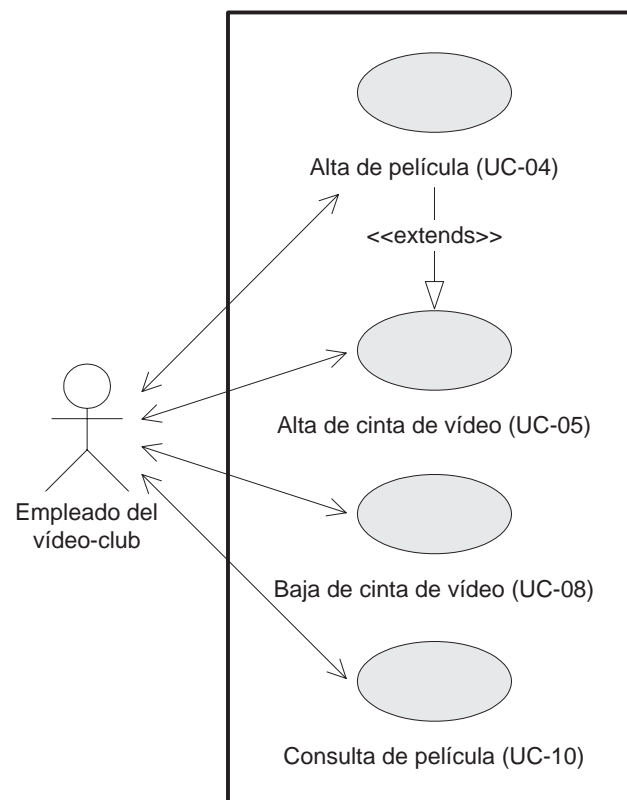 Alta de película (UC-04)
<<extends>>
Alta de cinta de vídeo (UC-05)
Empleado del
vídeo-club
Baja de cinta de vídeo (UC-08)
Consulta de película (UC-10)